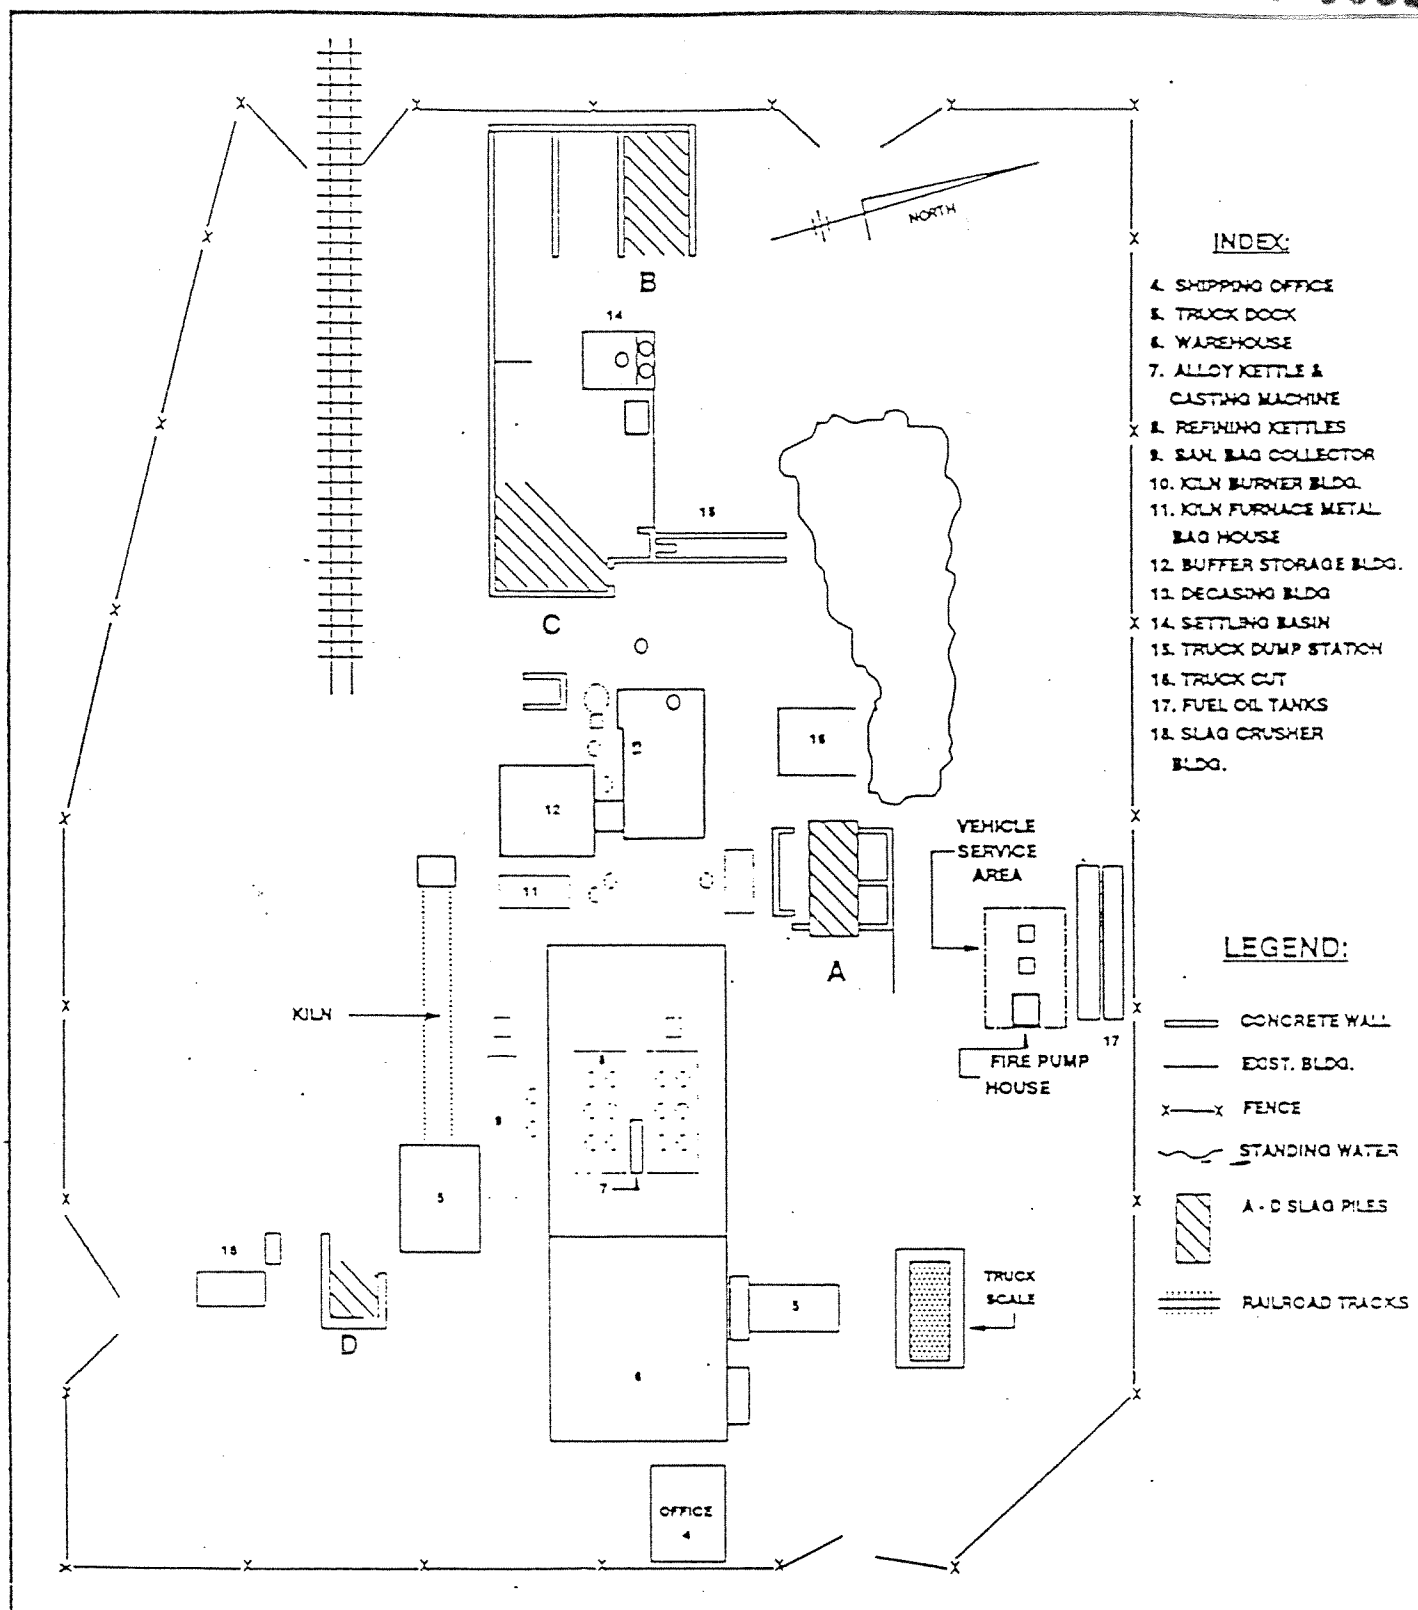 NORTH
INDEX:
4. SHIPPING OFFICE
5. TRUCK DOCK
6. WAREHOUSE
7. ALLOY KETTLE &
CASTING MACHINE
8. REFINING KETTLES
9. SAN. BAG COLLECTOR
10. KILN BURNER BLDG.
11. KILN FURNACE METAL
BAG HOUSE
12. BUFFER STORAGE BLDG.
13. DECASING BLDG
14. SETTLING BASIN
15. TRUCK DUMP STATION
16. TRUCK CUT
17. FUEL OIL TANKS
18. SLAG CRUSHER
BLDG.
B
14
15
C
13
16
12
11
VEHICLE
SERVICE
AREA
A
KILN
8
9
7
FIRE PUMP
HOUSE
17
LEGEND:
CONCRETE WALL
EXIST. BLDG.
X X FENCE
STANDING WATER
A - D SLAG PILES
RAILROAD TRACKS
18
D
5
TRUCK
SCALE
6
OFFICE
4